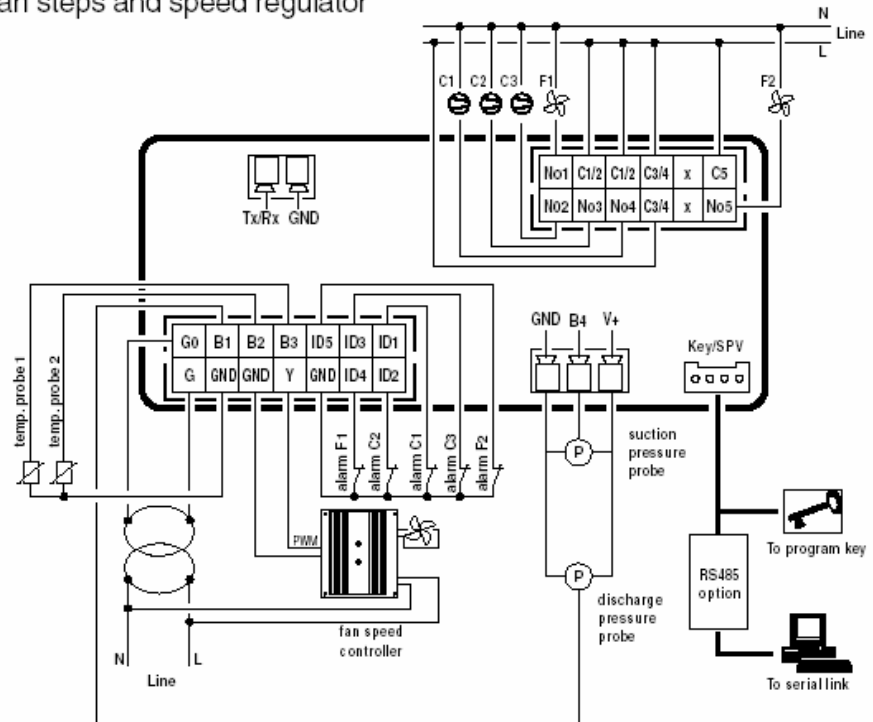 an steps and speed regulator
N
Line
L
C1 C2 C3 F1 F2
No1 C1/2 C1/2 C3/4 x C5
No2 No3 No4 C3/4 x No5
Tx/Rx GND
G0 B1 B2 B3 ID5 ID3 ID1
G GND GND Y GND ID4 ID2
GND B4 V+
Key/SPV
temp. probe 1
temp. probe 2
alarm F1
alarm C2
alarm C1
alarm C3
alarm F2
P
suction
pressure
probe
PWM
To program key
RS485
option
P
discharge
pressure
probe
fan speed
controller
N L
Line
To serial link